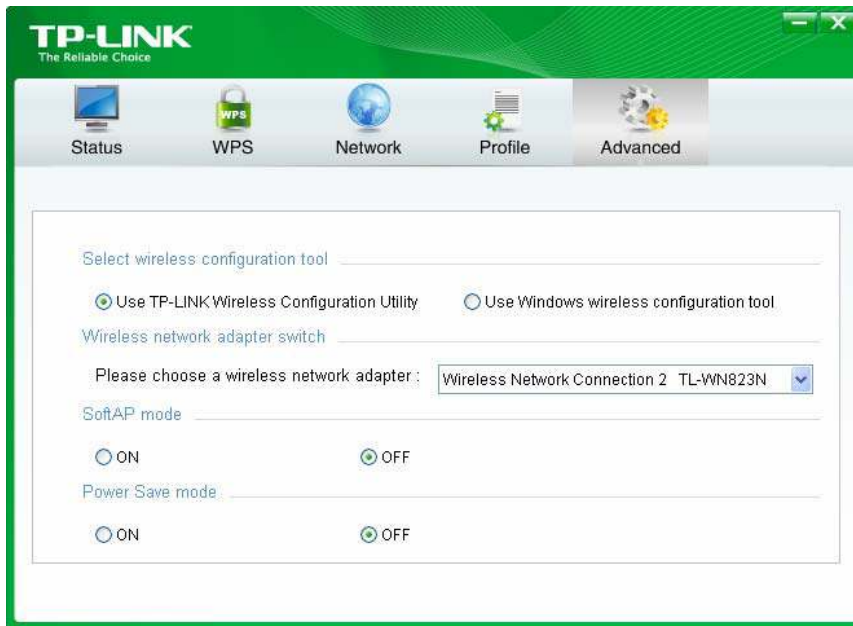 TP-LINK
The Reliable Choice
WPS
Status WPS Network Profile Advanced
Select wireless configuration tool
Use TP-LINK Wireless Configuration Utility Use Windows wireless configuration tool
Wireless network adapter switch
Please choose a wireless network adapter : Wireless Network Connection 2 TL-WN823N
SoftAP mode
ON OFF
Power Save mode
ON OFF